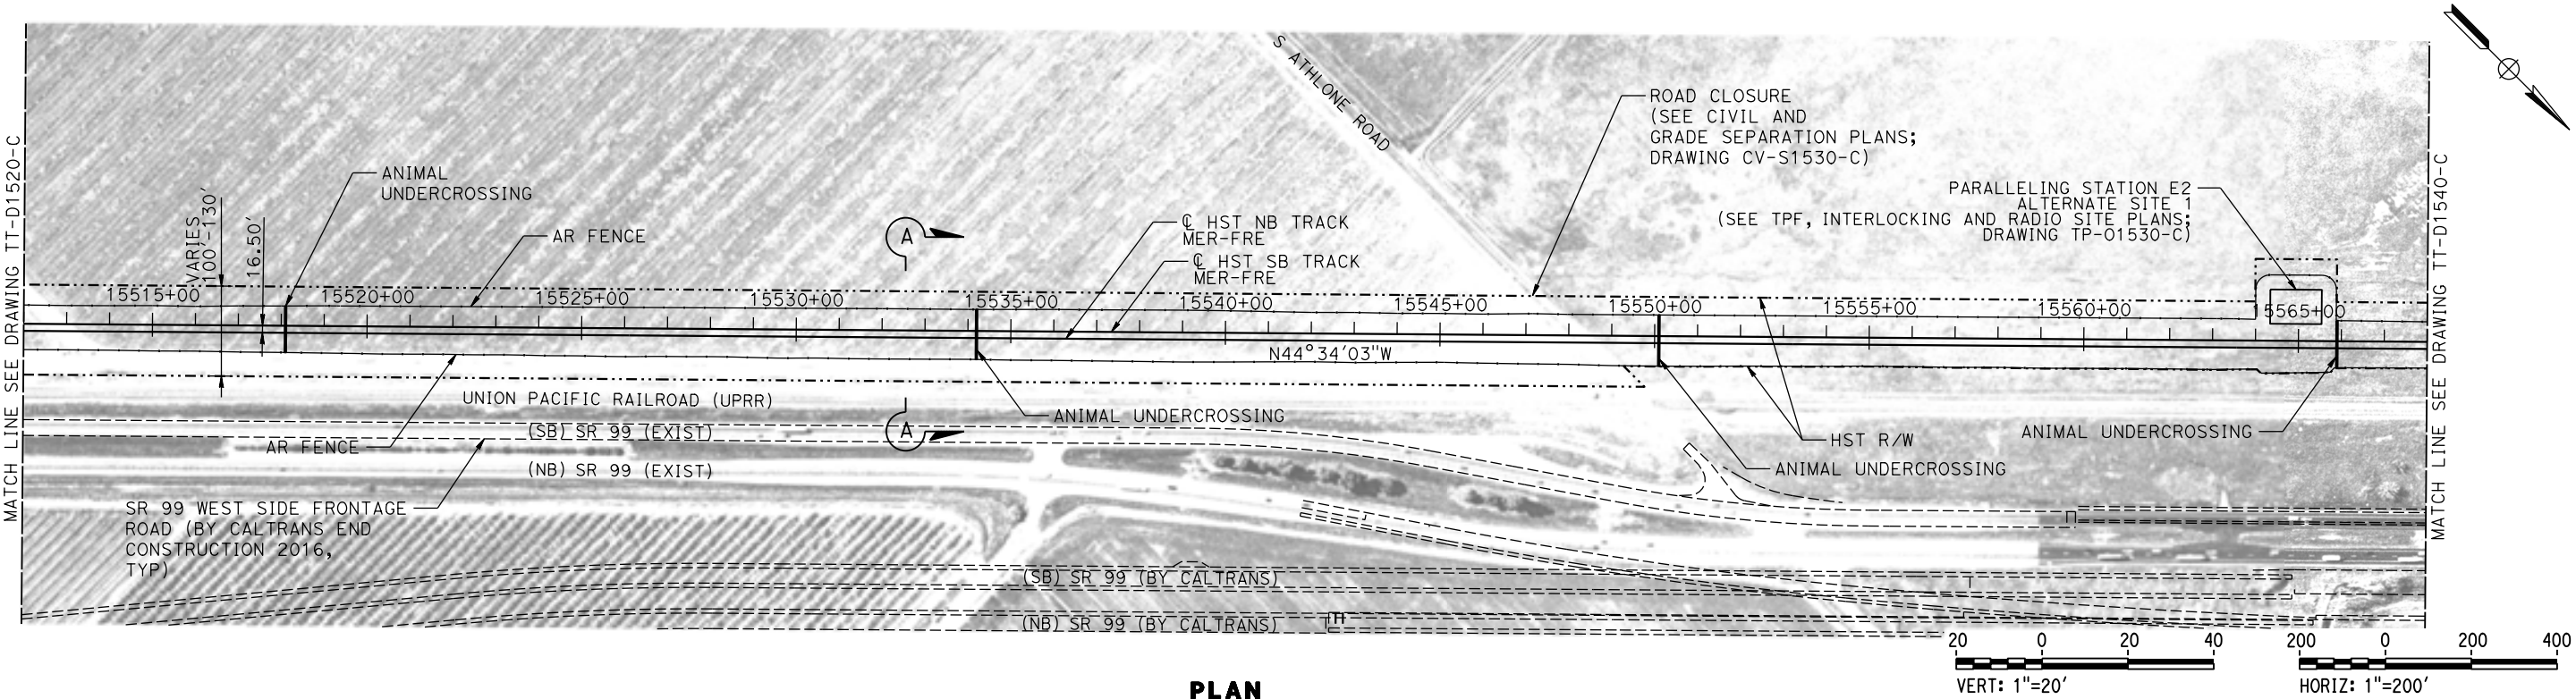 S ATHLONE ROAD
ROAD CLOSURE
(SEE CIVIL AND
GRADE SEPARATION PLANS;
DRAWING CV-S1530-C)
MATCH LINE SEE DRAWING TT-D1520-C
MATCH LINE SEE DRAWING TT-D1540-C
ANIMAL
UNDERCROSSING
VARIES
100'-130'
16.50'
AR FENCE
A
℄ HST NB TRACK
MER-FRE
℄ HST SB TRACK
MER-FRE
PARALLELING STATION E2
ALTERNATE SITE 1
(SEE TPF, INTERLOCKING AND RADIO SITE PLANS;
DRAWING TP-O1530-C)
15515+00
15520+00
15525+00
15530+00
15535+00
15540+00
15545+00
15550+00
15555+00
15560+00
15565+00
N44°34'03"W
UNION PACIFIC RAILROAD (UPRR)
ANIMAL UNDERCROSSING
A
(SB) SR 99 (EXIST)
AR FENCE
(NB) SR 99 (EXIST)
HST R/W
ANIMAL UNDERCROSSING
ANIMAL UNDERCROSSING
SR 99 WEST SIDE FRONTAGE
ROAD (BY CALTRANS END
CONSTRUCTION 2016,
TYP)
(SB) SR 99 (BY CALTRANS)
(NB) SR 99 (BY CALTRANS)
20 0 20 40
VERT: 1"=20'
200 0 200 400
HORIZ: 1"=200'
PLAN